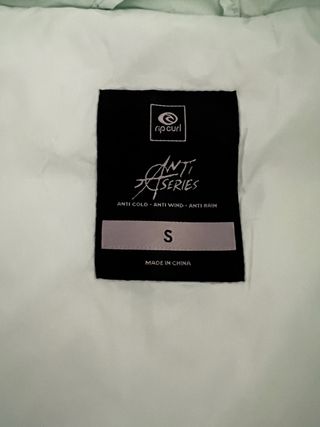 rip curl
ANTI
SERIES
ANTI COLD - ANTI WIND - ANTI RAIN
S
MADE IN CHINA